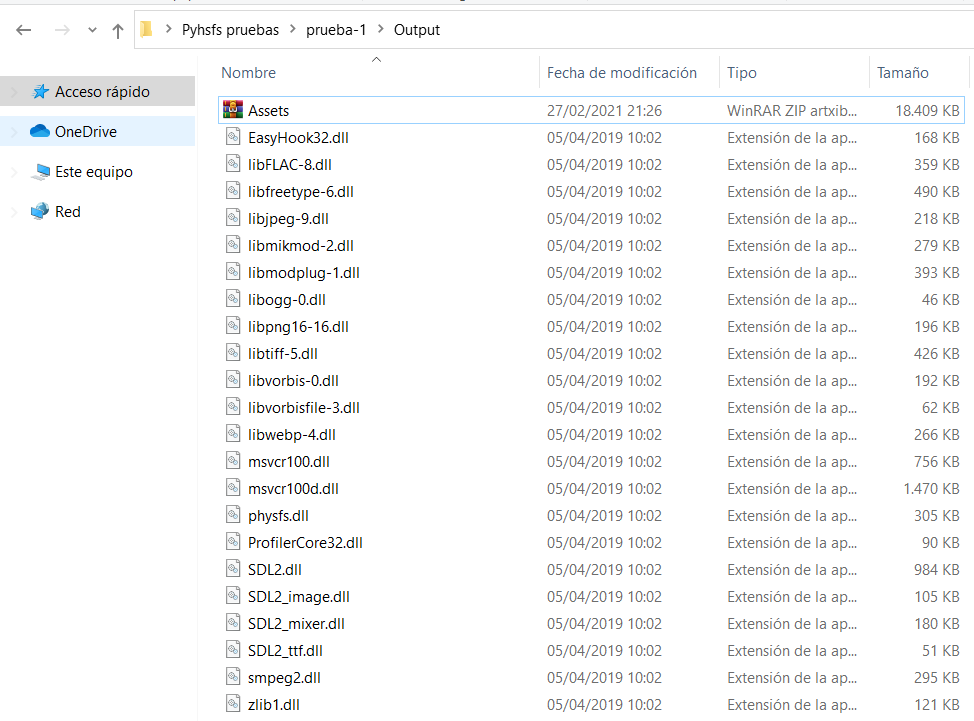 Pyhsfs pruebas > prueba-1 > Output
Nombre Fecha de modificación Tipo Tamaño
Acceso rápido
OneDrive
Este equipo
Red
Assets 27/02/2021 21:26 WinRAR ZIP artxib... 18.409 KB
EasyHook32.dll 05/04/2019 10:02 Extensión de la ap... 168 KB
libFLAC-8.dll 05/04/2019 10:02 Extensión de la ap... 359 KB
libfreetype-6.dll 05/04/2019 10:02 Extensión de la ap... 490 KB
libjpeg-9.dll 05/04/2019 10:02 Extensión de la ap... 218 KB
libmikmod-2.dll 05/04/2019 10:02 Extensión de la ap... 279 KB
libmodplug-1.dll 05/04/2019 10:02 Extensión de la ap... 393 KB
libogg-0.dll 05/04/2019 10:02 Extensión de la ap... 46 KB
libpng16-16.dll 05/04/2019 10:02 Extensión de la ap... 196 KB
libtiff-5.dll 05/04/2019 10:02 Extensión de la ap... 426 KB
libvorbis-0.dll 05/04/2019 10:02 Extensión de la ap... 192 KB
libvorbisfile-3.dll 05/04/2019 10:02 Extensión de la ap... 62 KB
libwebp-4.dll 05/04/2019 10:02 Extensión de la ap... 266 KB
msvcr100.dll 05/04/2019 10:02 Extensión de la ap... 756 KB
msvcr100d.dll 05/04/2019 10:02 Extensión de la ap... 1.470 KB
physfs.dll 05/04/2019 10:02 Extensión de la ap... 305 KB
ProfilerCore32.dll 05/04/2019 10:02 Extensión de la ap... 90 KB
SDL2.dll 05/04/2019 10:02 Extensión de la ap... 984 KB
SDL2_image.dll 05/04/2019 10:02 Extensión de la ap... 105 KB
SDL2_mixer.dll 05/04/2019 10:02 Extensión de la ap... 180 KB
SDL2_ttf.dll 05/04/2019 10:02 Extensión de la ap... 51 KB
smpeg2.dll 05/04/2019 10:02 Extensión de la ap... 295 KB
zlib1.dll 05/04/2019 10:02 Extensión de la ap... 121 KB